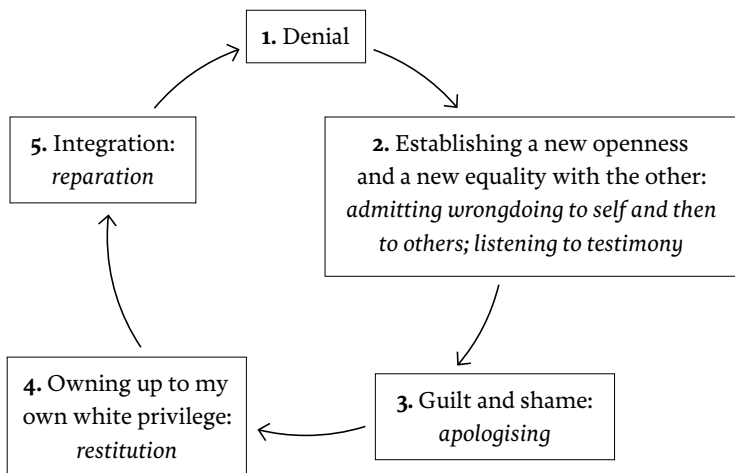 1. Denial
2. Establishing a new openness
and a new equality with the other:
admitting wrongdoing to self and then
to others; listening to testimony
3. Guilt and shame:
apologising
4. Owning up to my
own white privilege:
restitution
5. Integration:
reparation